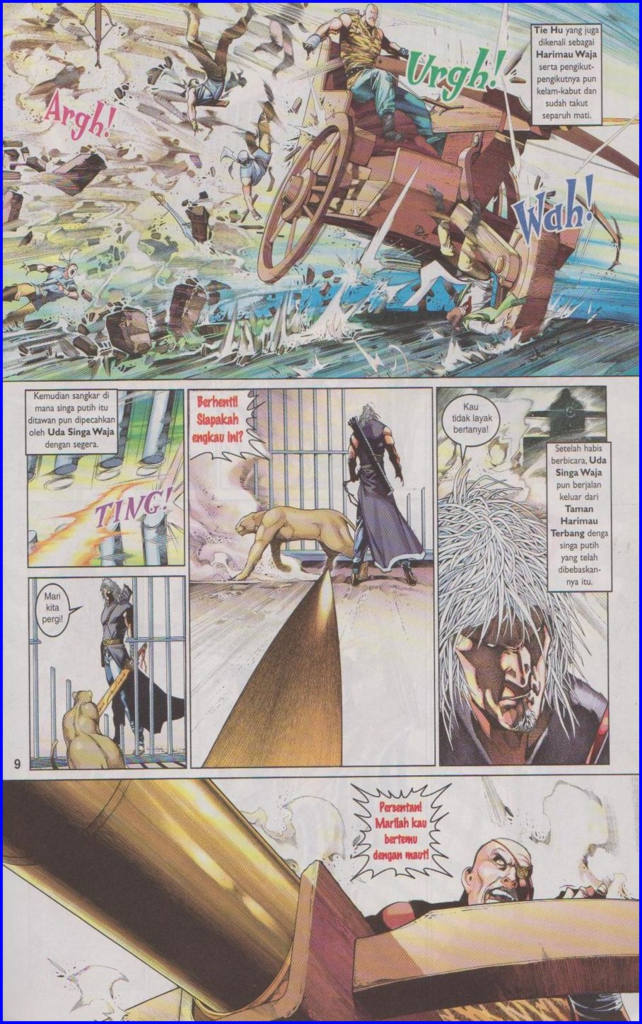 Tie Hu yang juga
dikenali sebagai
Harimau Waja
serta pengikut-
pengikutnya pun
kelam-kabut dan
sudah takut
separuh mati.
Urgh!
Argh!
Wah!
Kemudian sangkar di
mana singa putih itu
ditawan pun dipecahkan
oleh Uda Singa Waja
dengan segera.
TING!
Mari
kita
pergi!
Berhenti!
Siapakah
engkau ini?
Kau
tidak layak
bertanya!
Setelah habis
berbicara, Uda
Singa Waja
pun berjalan
keluar dari
Taman
Harimau
Terbang denga
singa putih
yang telah
dibebaskan-
nya itu.
9
Persetan!
Marilah kau
bertemu
dengan maut!